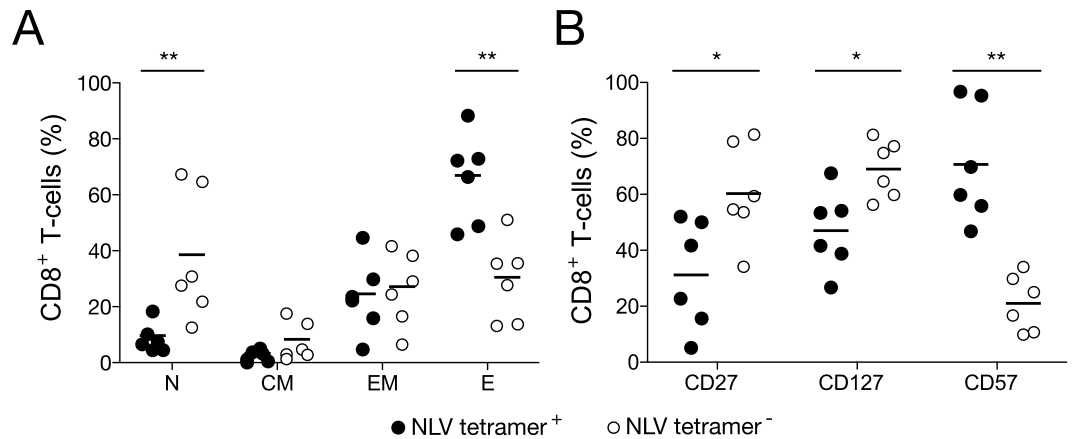 A
B
** **
* * **
CD8+ T-cells (%)
100
80
60
40
20
0
N CM EM E
CD8+ T-cells (%)
100
80
60
40
20
0
CD27 CD127 CD57
NLV tetramer+ NLV tetramer-